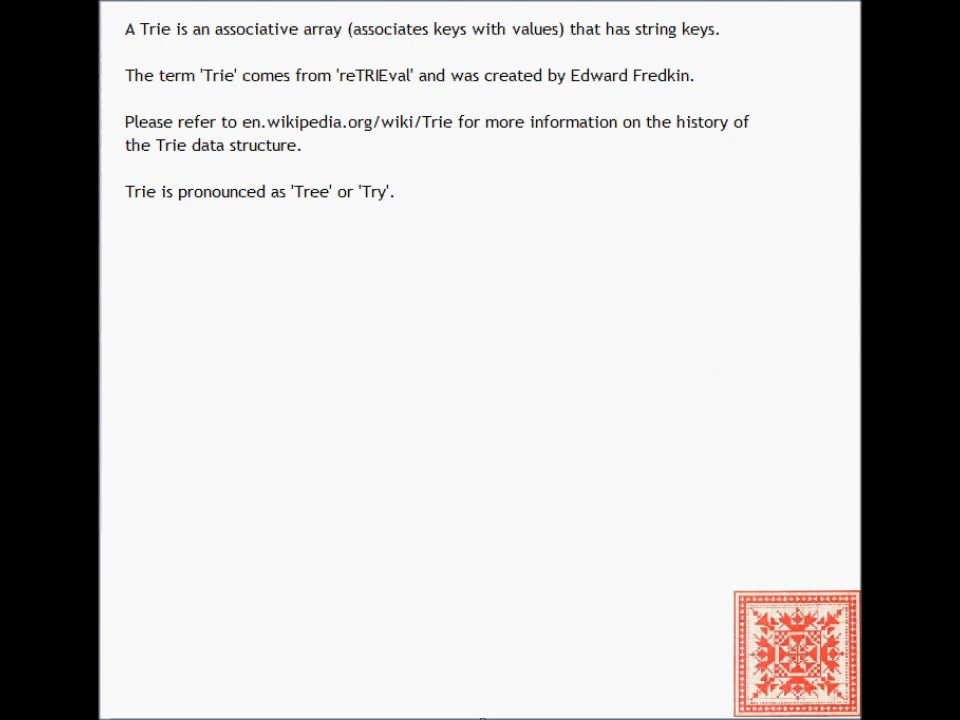 A Trie is an associative array (associates keys with values) that has string keys.
The term 'Trie' comes from 'reTRIEval' and was created by Edward Fredkin.
Please refer to en.wikipedia.org/wiki/Trie for more information on the history of
the Trie data structure.
Trie is pronounced as 'Tree' or 'Try'.